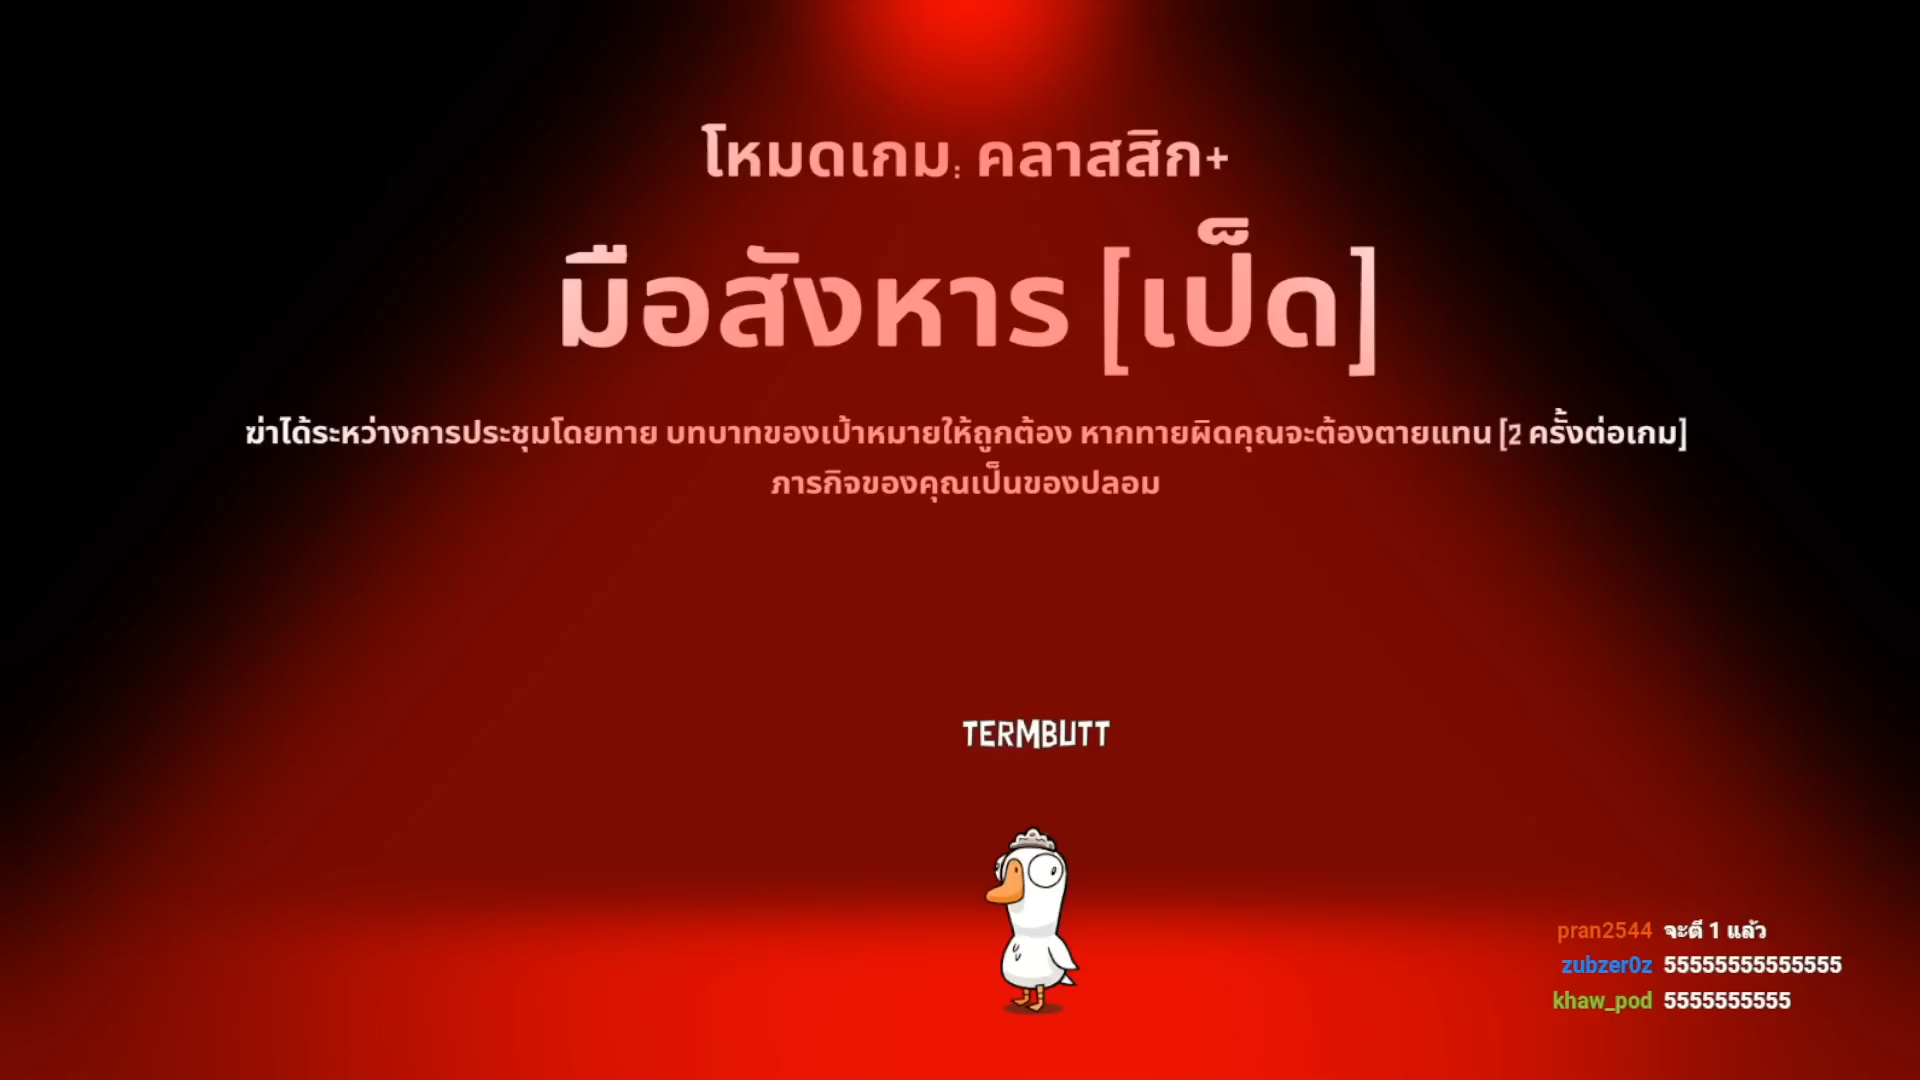 โหมดเกม: คลาสสิก+
มือสังหาร [เป็ด]
ฆ่าได้ระหว่างการประชุมโดยทาย บทบาทของเป้าหมายให้ถูกต้อง หากทายผิดคุณจะต้องตายแทน [2 ครั้งต่อเกม]
ภารกิจของคุณเป็นของปลอม
TERMBUTT
pran2544 จะตี 1 แล้ว
zubzer0z 55555555555555
khaw_pod 5555555555